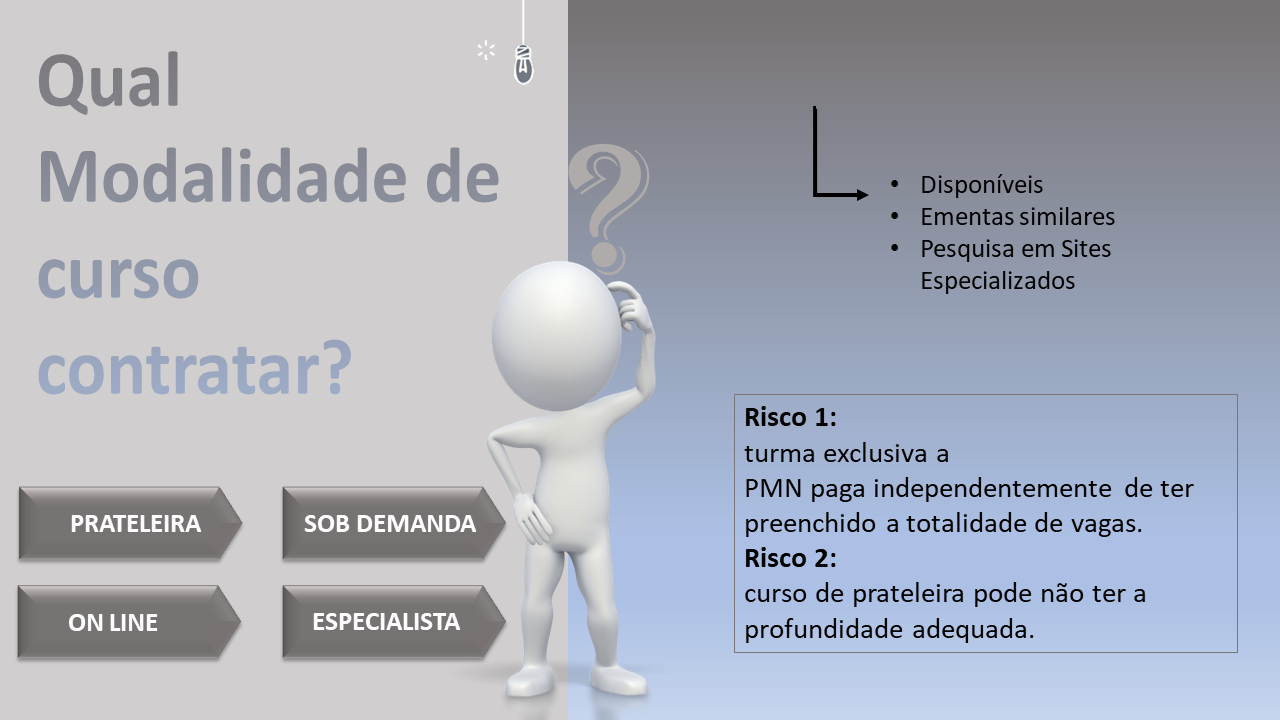 Qual
Modalidade de
curso
contratar?
?
PRATELEIRA
SOB DEMANDA
ON LINE
ESPECIALISTA
• Disponíveis
• Ementas similares
• Pesquisa em Sites
Especializados
Risco 1:
turma exclusiva a
PMN paga independentemente de ter
preenchido a totalidade de vagas.
Risco 2:
curso de prateleira pode não ter a
profundidade adequada.